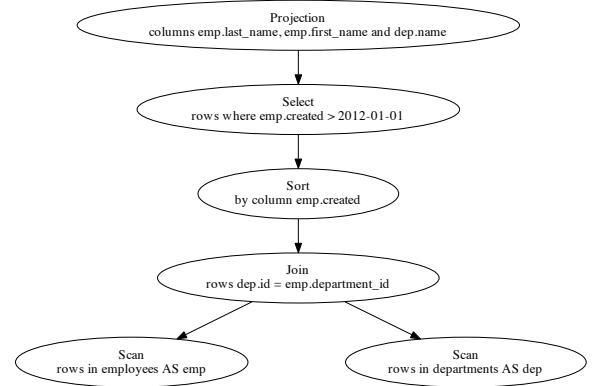 Projection
columns emp.last_name, emp.first_name and dep.name
Select
rows where emp.created > 2012-01-01
Sort
by column emp.created
Join
rows dep.id = emp.department_id
Scan
rows in employees AS emp
Scan
rows in departments AS dep